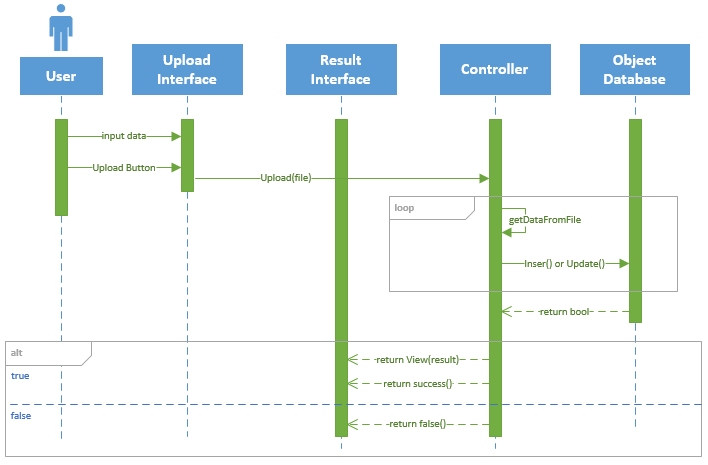 User
Upload
Interface
Result
Interface
Controller
Object
Database
input data
Upload Button
Upload(file)
loop
getDataFromFile
Inser() or Update()
return bool
alt
return View(result)
true
return success()
false
return false()